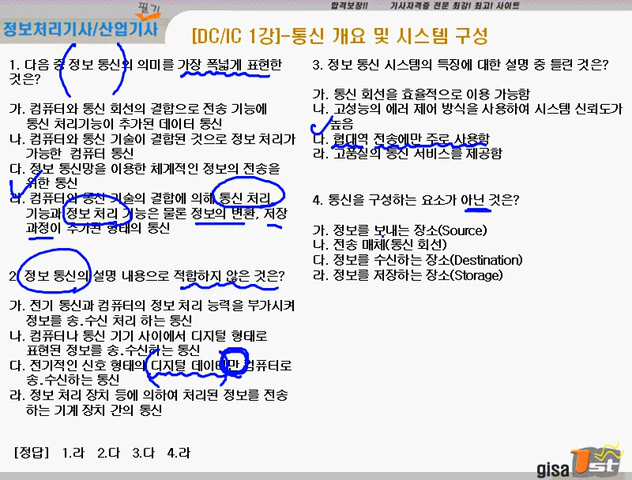 합격보장!! 기사자격증 전문 최강! 최고! 사이트
필기
정보처리기사/산업기사
[DC/IC 1강]-통신 개요 및 시스템 구성
1. 다음 중 정보 통신의 의미를 가장 폭넓게 표현한
것은?
가. 컴퓨터와 통신 회선의 결합으로 전송 기능에
통신 처리기능이 추가된 데이터 통신
나. 컴퓨터와 통신 기술이 결합된 것으로 정보 처리가
가능한 컴퓨터 통신
다. 정보 통신망을 이용한 체계적인 정보의 전송을
위한 통신
라. 컴퓨터와 통신 기술의 결합에 의해 통신 처리
기능과 정보 처리 기능은 물론 정보의 변환, 저장
과정이 추가된 형태의 통신
2. 정보 통신의 설명 내용으로 적합하지 않은 것은?
가. 전기 통신과 컴퓨터의 정보 처리 능력을 부가시켜
정보를 송.수신 처리 하는 통신
나. 컴퓨터나 통신 기기 사이에서 디지털 형태로
표현된 정보를 송.수신하는 통신
다. 전기적인 신호 형태의 디지털 데이터만 컴퓨터로
송.수신하는 통신
라. 정보 처리 장치 등에 의하여 처리된 정보를 전송
하는 기계 장치 간의 통신
3. 정보 통신 시스템의 특징에 대한 설명 중 틀린 것은?
가. 통신 회선을 효율적으로 이용 가능함
나. 고성능의 에러 제어 방식을 사용하여 시스템 신뢰도가
높음
다. 협대역 전송에만 주로 사용함
라. 고품질의 통신 서비스를 제공함
4. 통신을 구성하는 요소가 아닌 것은?
가. 정보를 보내는 장소(Source)
나. 전송 매체(통신 회선)
다. 정보를 수신하는 장소(Destination)
라. 정보를 저장하는 장소(Storage)
[정답] 1.라 2.다 3.다 4.라
gisa 1st